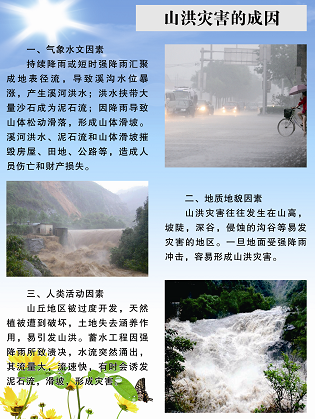 山洪灾害的成因
一、气象水文因素
持续降雨或短时强降雨汇聚
成地表径流，导致溪沟水位暴
涨，产生溪河洪水；洪水挟带大
量沙石成为泥石流；因降雨导致
山体松动滑落，形成山体滑坡。
溪河洪水、泥石流和山体滑坡摧
毁房屋、田地、公路等，造成人
员伤亡和财产损失。
二、地质地貌因素
山洪灾害往往发生在山高，
坡陡，深谷，侵蚀的沟谷等易发
灾害的地区。一旦地面受强降雨
冲击，容易形成山洪灾害。
三、人类活动因素
山丘地区被过度开发，天然
植被遭到破坏，土地失去涵养作
用，易引发山洪。蓄水工程因强
降雨所致溃决，水流突然涌出，
其流量大，流速快，有时会诱发
泥石流，滑坡，形成灾害。